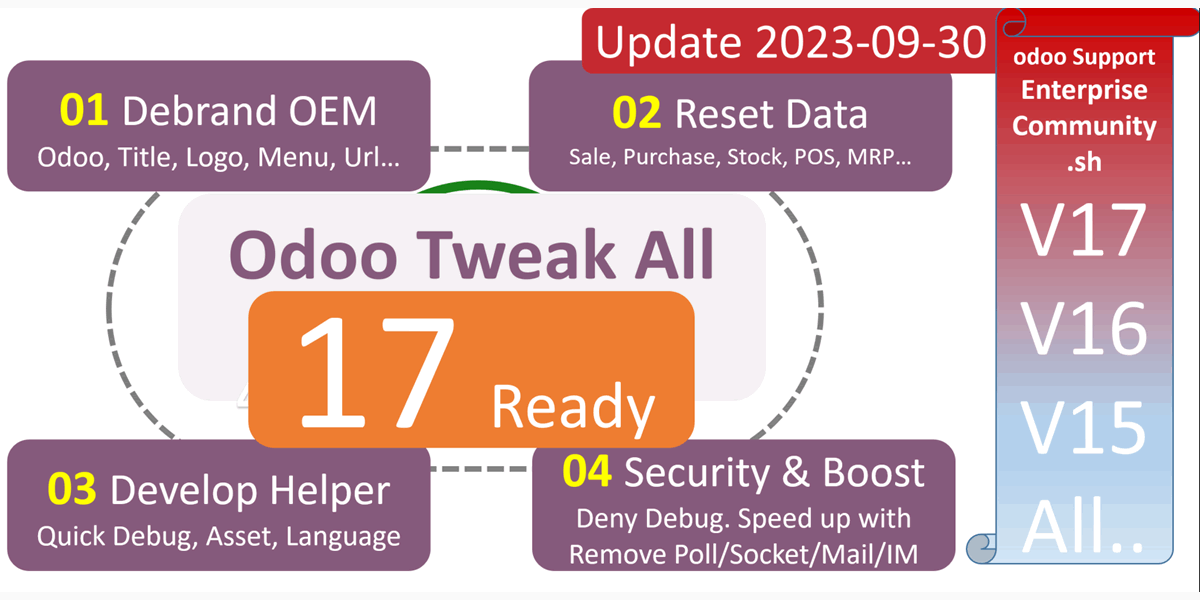 Update 2023-09-30
01 Debrand OEM
Odoo, Title, Logo, Menu, Url...
02 Reset Data
Sale, Purchase, Stock, POS, MRP...
Odoo Tweak All
17 Ready
03 Develop Helper
Quick Debug, Asset, Language
04 Security & Boost
Deny Debug. Speed up with
Remove Poll/Socket/Mail/IM
odoo Support
Enterprise
Community
.sh
V17
V16
V15
All..